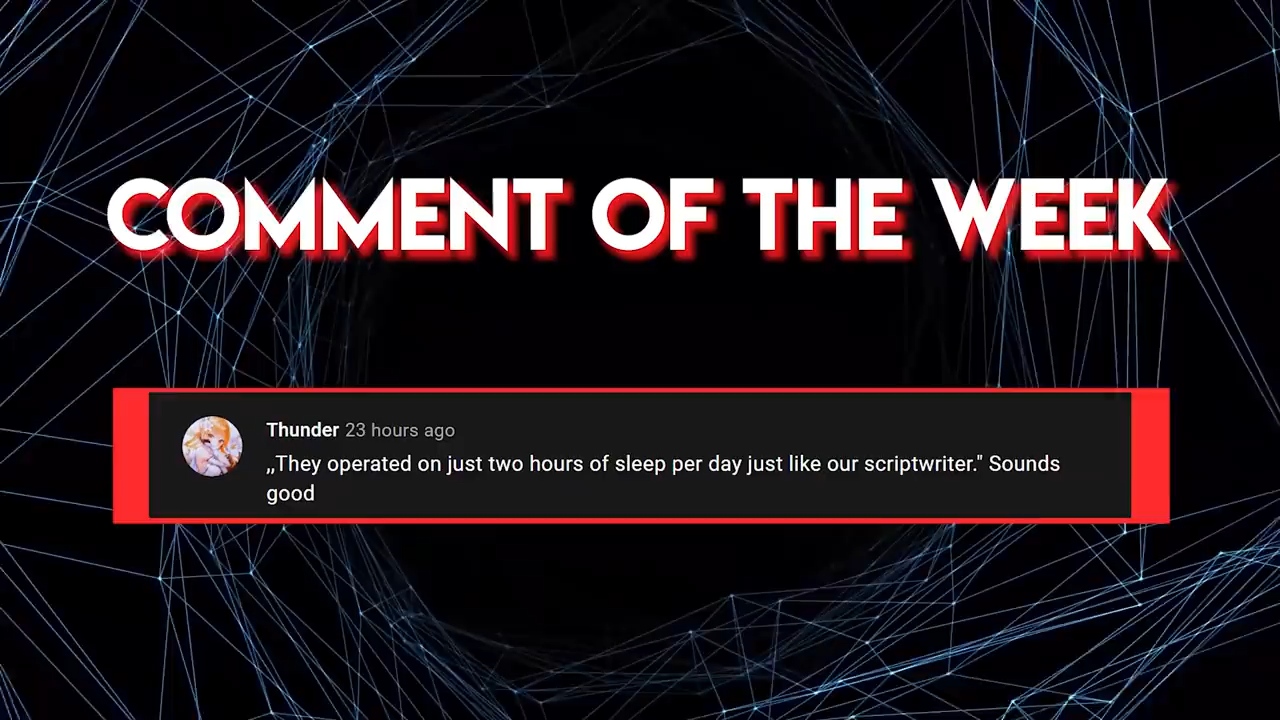 COMMENT OF THE WEEK
Thunder 23 hours ago
„They operated on just two hours of sleep per day just like our scriptwriter." Sounds
good